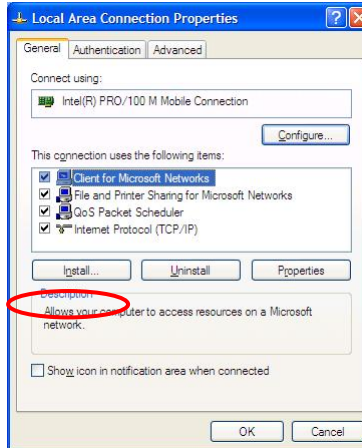 Local Area Connection Properties
General Authentication Advanced
Connect using:
Intel(R) PRO/100 M Mobile Connection
Configure...
This connection uses the following items:
Client for Microsoft Networks
File and Printer Sharing for Microsoft Networks
QoS Packet Scheduler
Internet Protocol (TCP/IP)
Install... Uninstall Properties
Description
Allows your computer to access resources on a Microsoft
network.
Show icon in notification area when connected
OK Cancel